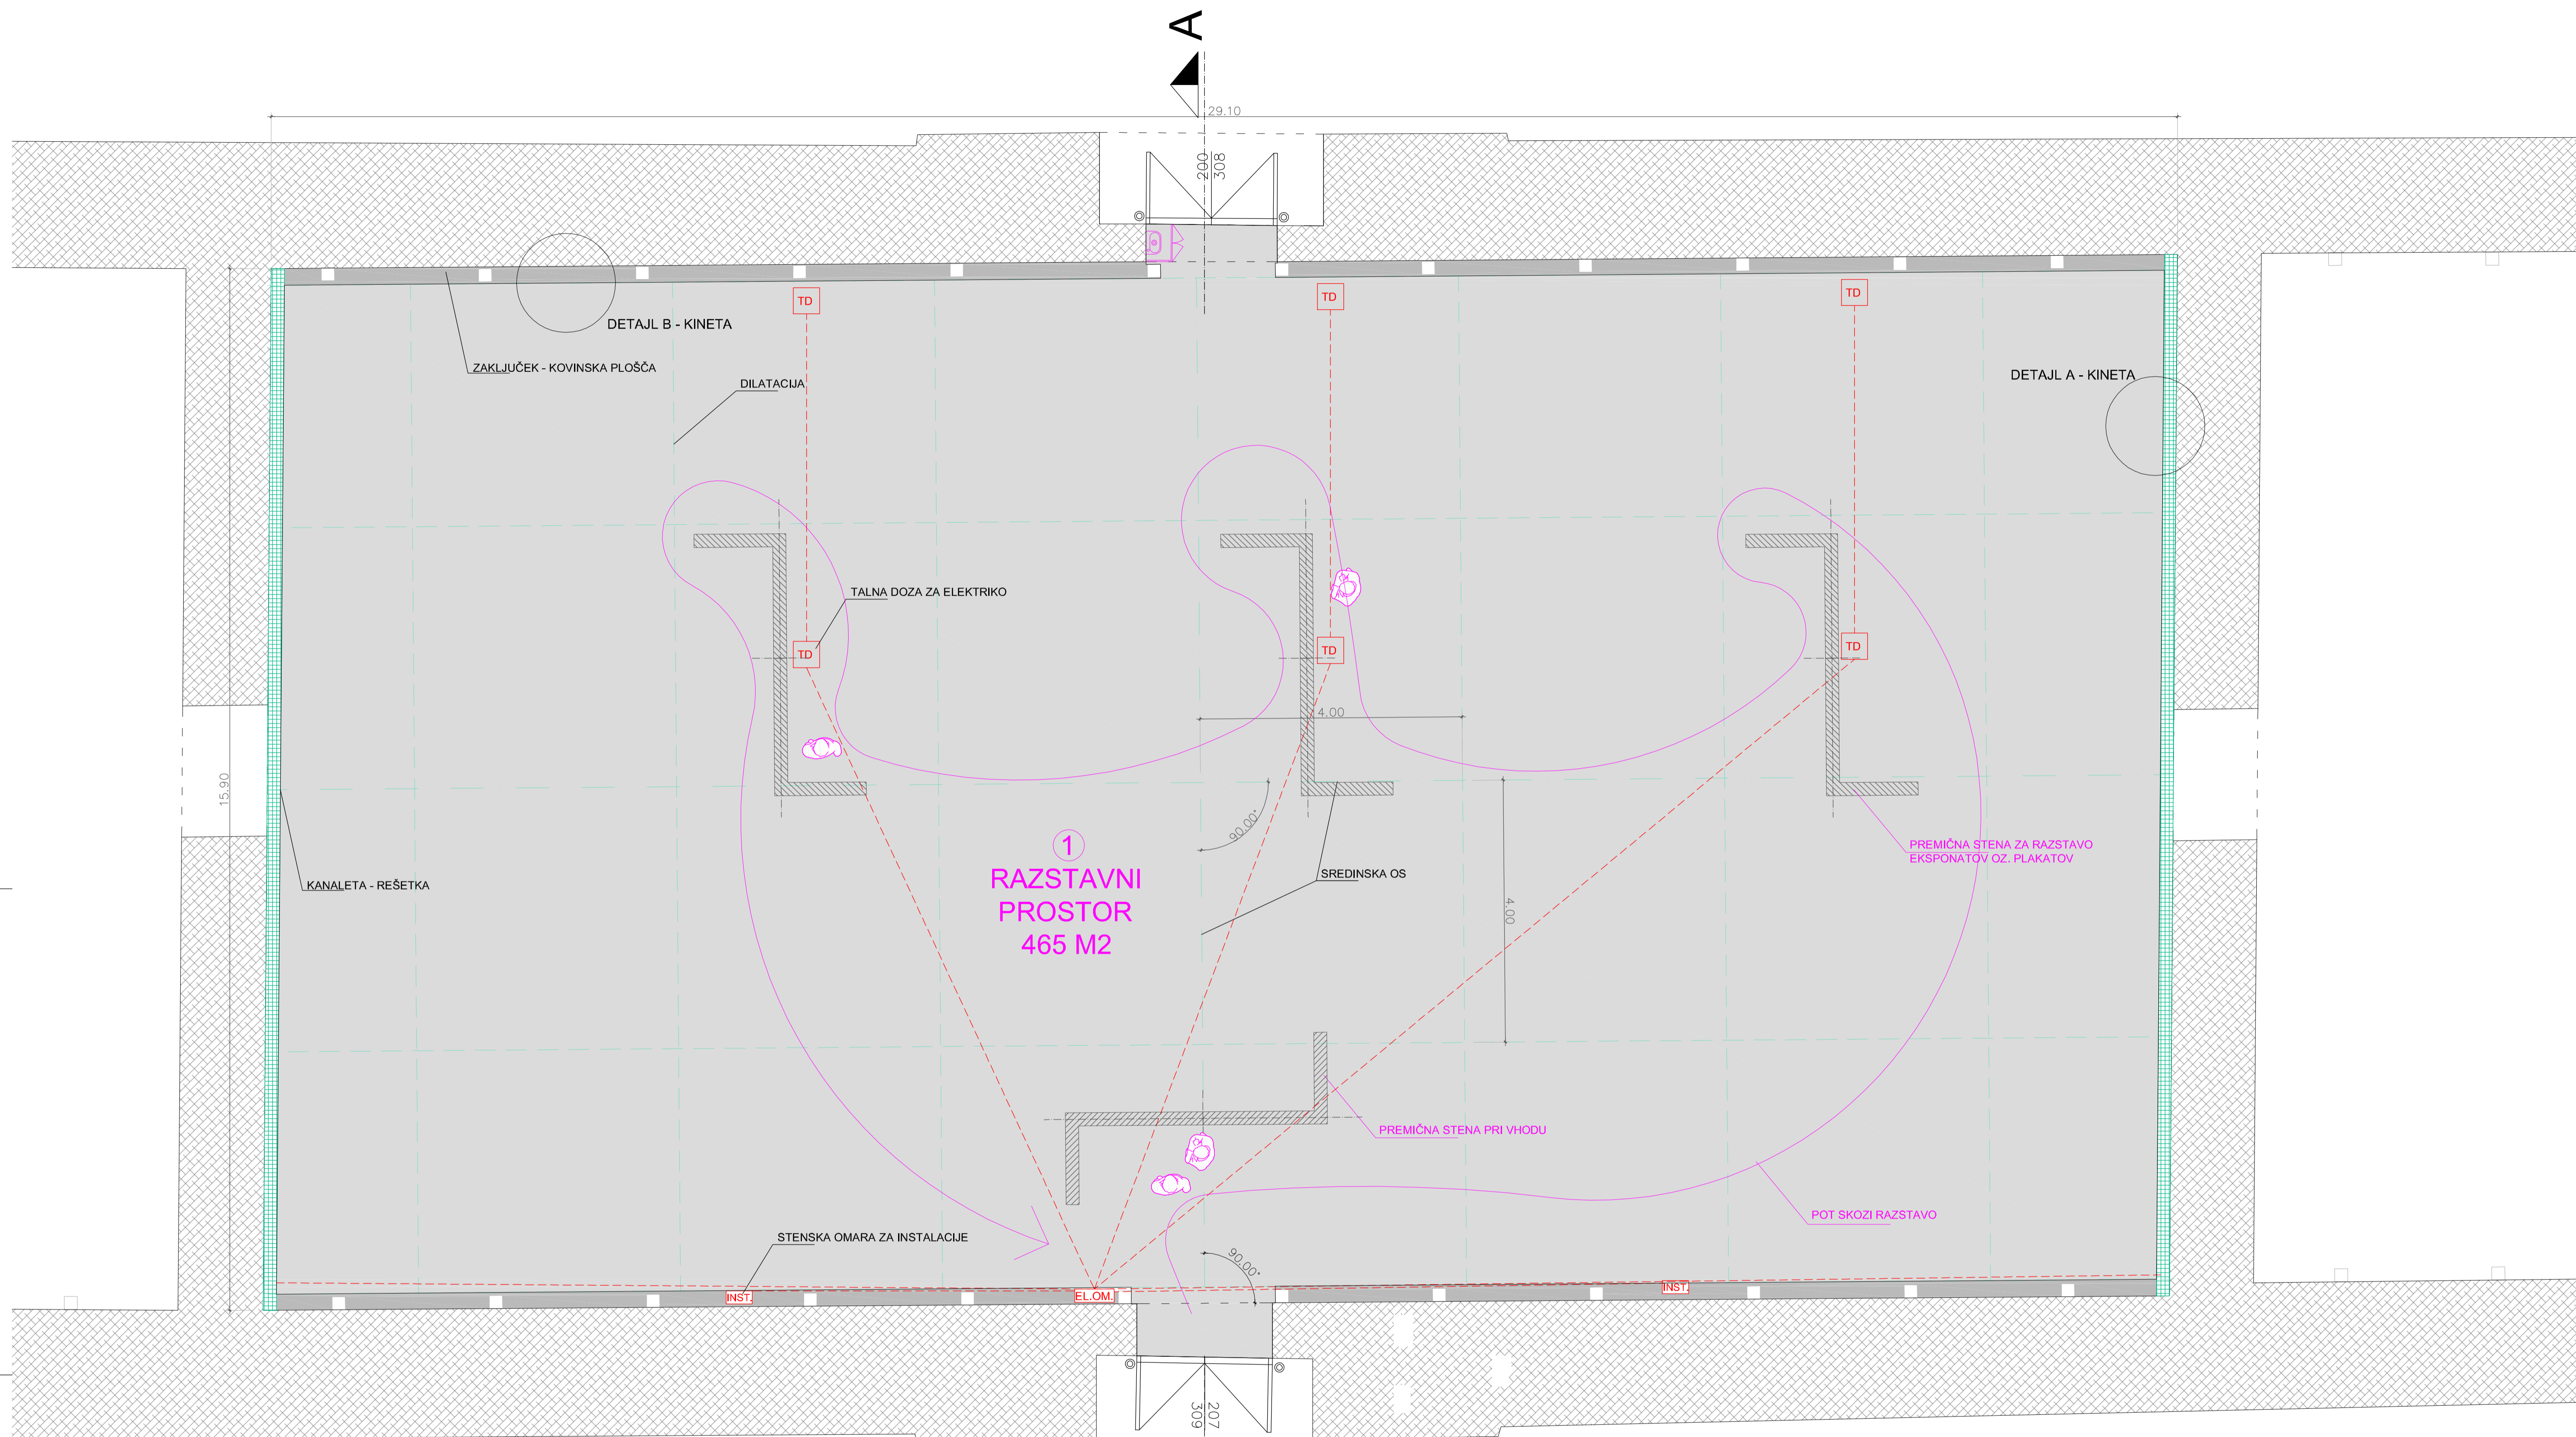 A
29.10
200
308
TD
TD
TD
DETAJL B - KINETA
ZAKLJUČEK - KOVINSKA PLOŠČA
DILATACIJA
DETAJL A - KINETA
TALNA DOZA ZA ELEKTRIKO
TD
TD
TD
4.00
15.90
90.00°
1
RAZSTAVNI
PROSTOR
465 M2
KANALETA - REŠETKA
SREDINSKA OS
PREMIČNA STENA ZA RAZSTAVO
EKSPONATOV OZ. PLAKATOV
4.00
PREMIČNA STENA PRI VHODU
POT SKOZI RAZSTAVO
STENSKA OMARA ZA INSTALACIJE
90.00°
INST.
EL.OM.
INST.
207
309